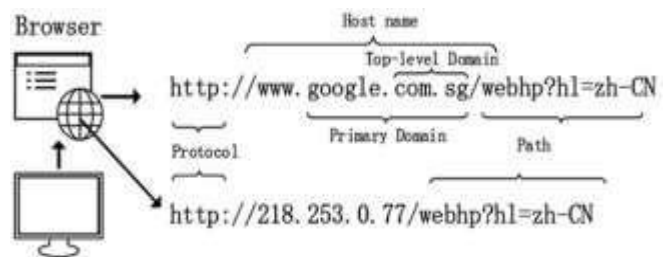 Browser
Host name
Top-level Domain
http://www.google.com.sg/webhp?hl=zh-CN
Primary Domain
Path
Protocol
http://218.253.0.77/webhp?hl=zh-CN